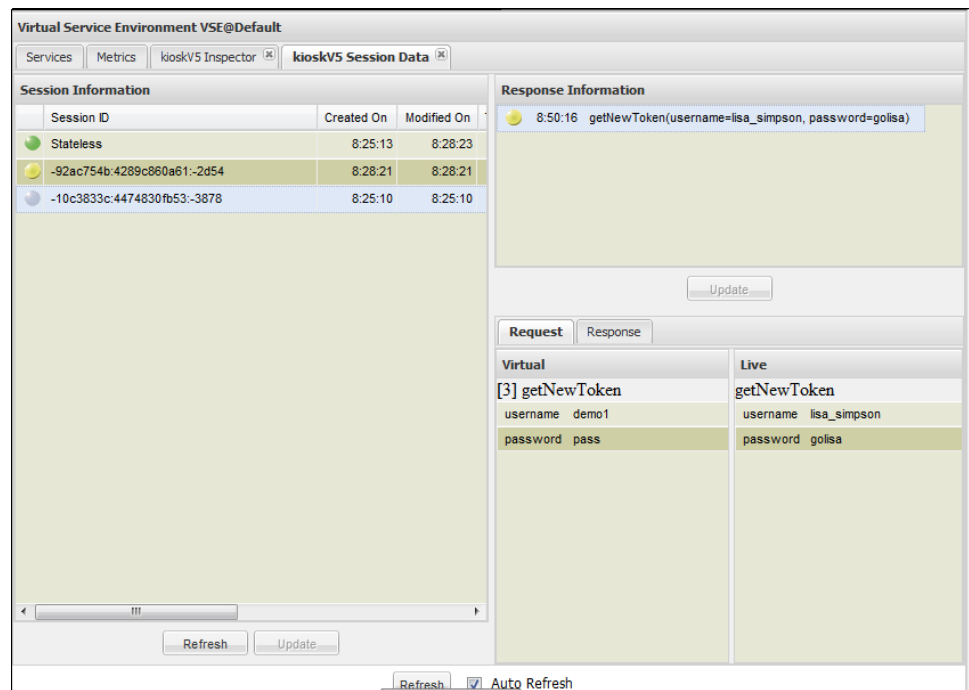 Virtual Service Environment VSE@Default
Services Metrics kioskV5 Inspector kioskV5 Session Data
Session Information
Session ID Created On Modified On
Stateless 8:25:13 8:28:23
-92ac754b:4289c860a61:-2d54 8:28:21 8:28:21
-10c3833c:4474830fb53:-3878 8:25:10 8:25:10
Refresh Update
Response Information
8:50:16 getNewToken(username=lisa_simpson, password=golisa)
Update
Request Response
Virtual
[3] getNewToken
username demo1
password pass
Live
getNewToken
username lisa_simpson
password golisa
Refresh Auto Refresh